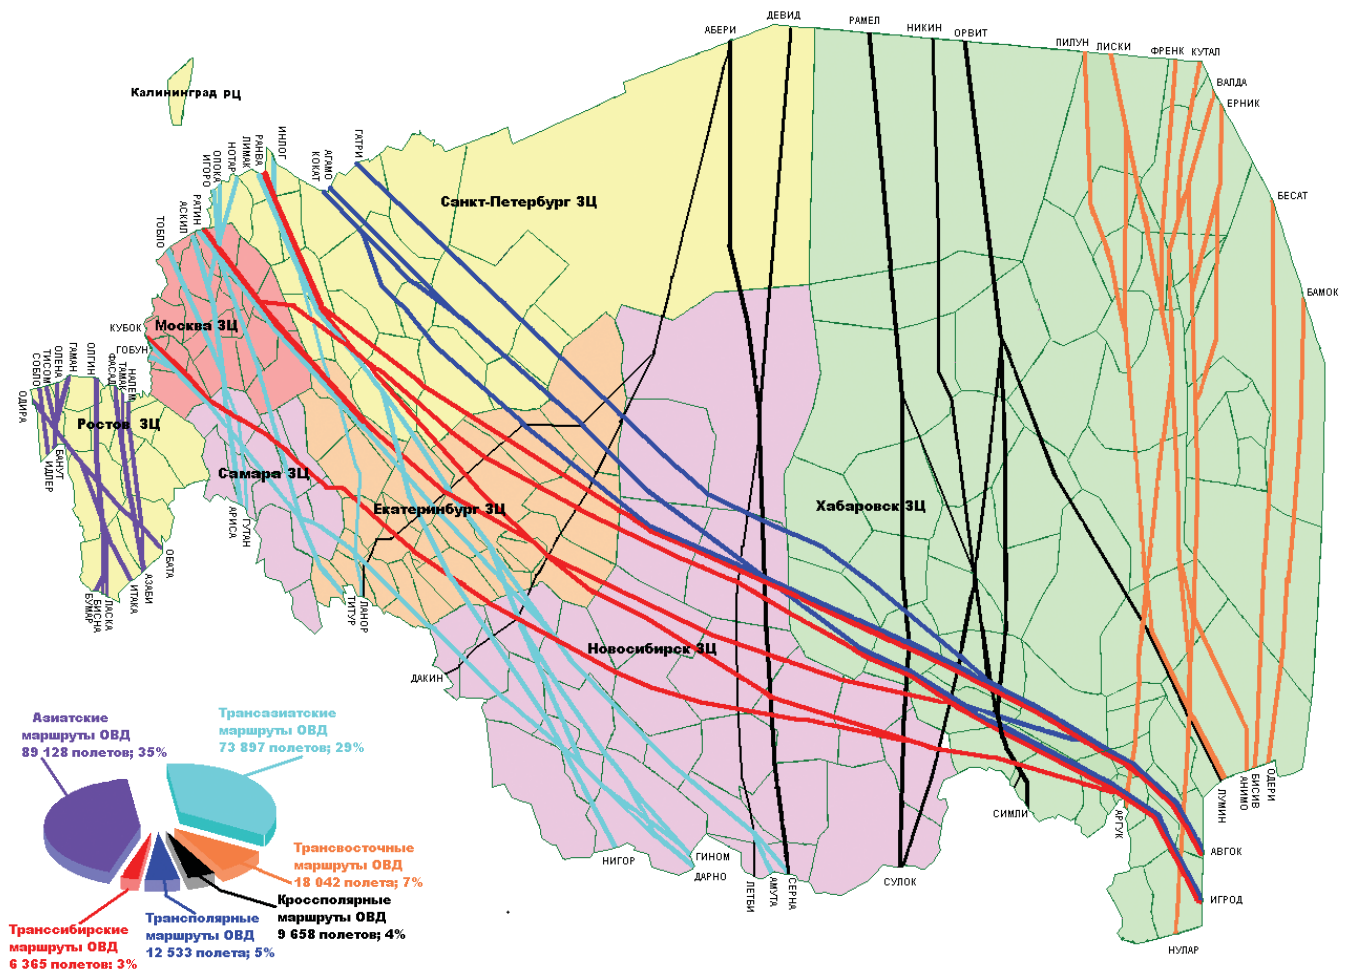 ДЕВИД
РАМЕЛ
АБЕРИ
НИКИН
ОРВИТ
ПИЛУН
ЛИСКИ
ФРЕНК
КУТАЛ
ВАЛДА
ЕРНИК
БЕСАТ
БАМОК
Калининград РЦ
ИГОРО
ОПОКА
НОТАР
ЛИМАК
РАНВА
ИНЛОГ
КОКАТ
АГАМО
ГАТРИ
ТОБЛО
АСКИЛ
РАТИН
Санкт-Петербург ЗЦ
КУБОК
Москва ЗЦ
ГОБУН
ОДИРА
СОБЛО
ТИСОМ
ОЛЕНА
ГАМАН
ОЛГИН
ФАСАД
ТАМАК
НАЛЕМ
Ростов ЗЦ
ИДЛЕР
БАНУТ
Самара ЗЦ
АРИСА
ГУТАН
Екатеринбург ЗЦ
Хабаровск ЗЦ
ОБАТА
АЗАБИ
ИТАКА
ЛАСКА
БИСНА
БУМАР
ТИТУР
ЛАНОР
Новосибирск ЗЦ
ДАКИН
НИГОР
ГИНОМ
ДАРНО
ЛЕТБИ
АМУТА
СЕРНА
СУЛОК
СИМЛИ
АРГУК
ЛУМИН
АНИМО
БИСИВ
ОДЕРИ
АВГОК
ИГРОД
НУЛАР
Азиатские
маршруты ОВД
89 128 полетов; 35%
Трансазиатские
маршруты ОВД
73 897 полетов; 29%
Трансвосточные
маршруты ОВД
18 042 полета; 7%
Кроссполярные
маршруты ОВД
9 658 полетов; 4%
Трансполярные
маршруты ОВД
12 533 полета; 5%
Транссибирские
маршруты ОВД
6 365 полетов; 3%